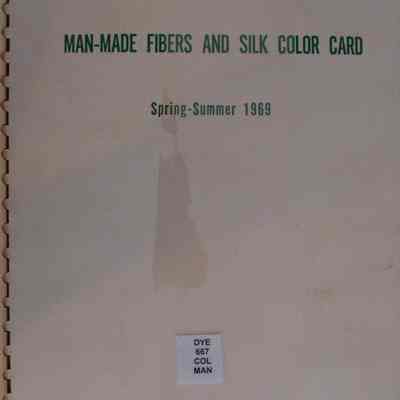 MAN-MADE FIBERS AND SILK COLOR CARD
Spring-Summer 1969
DYE
667
COL
MAN